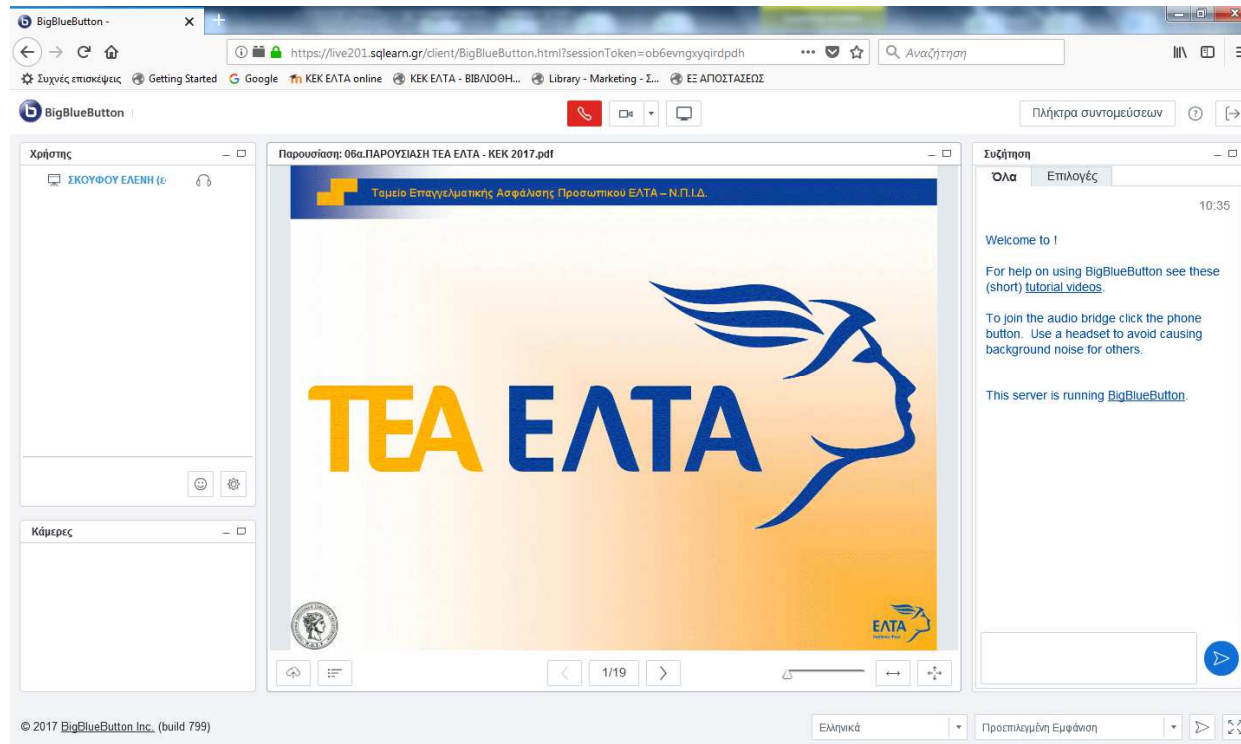 BigBlueButton -
https://live201.sqlearn.gr/client/BigBlueButton.html?sessionToken=ob6evngxyqirdpdh
Αναζήτηση
Συχνές επισκέψεις Getting Started Google ΚΕΚ ΕΛΤΑ online ΚΕΚ ΕΛΤΑ - ΒΙΒΛΙΟΘΗ... Library - Marketing - Σ... ΕΞ ΑΠΟΣΤΑΣΕΩΣ
BigBlueButton
Πλήκτρα συντομεύσεων
Χρήστης
ΣΚΟΥΦΟΥ ΕΛΕΝΗ (ε
Κάμερες
Παρουσίαση: 06α.ΠΑΡΟΥΣΙΑΣΗ ΤΕΑ ΕΛΤΑ - ΚΕΚ 2017.pdf
Ταμείο Επαγγελματικής Ασφάλισης Προσωπικού ΕΛΤΑ – Ν.Π.Ι.Δ.
ΤΕΑ ΕΛΤΑ
ΕΛΤΑ
1/19
Συζήτηση
Όλα Επιλογές
10:35
Welcome to !
For help on using BigBlueButton see these
(short) tutorial videos.
To join the audio bridge click the phone
button. Use a headset to avoid causing
background noise for others.
This server is running BigBlueButton.
© 2017 BigBlueButton Inc. (build 799)
Ελληνικά
Προεπιλεγμένη Εμφάνιση